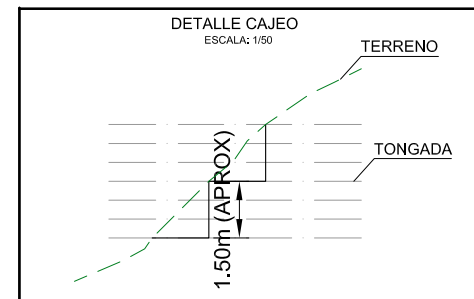 DETALLE CAJEO
ESCALA: 1/50
TERRENO
TONGADA
1.50m (APROX)